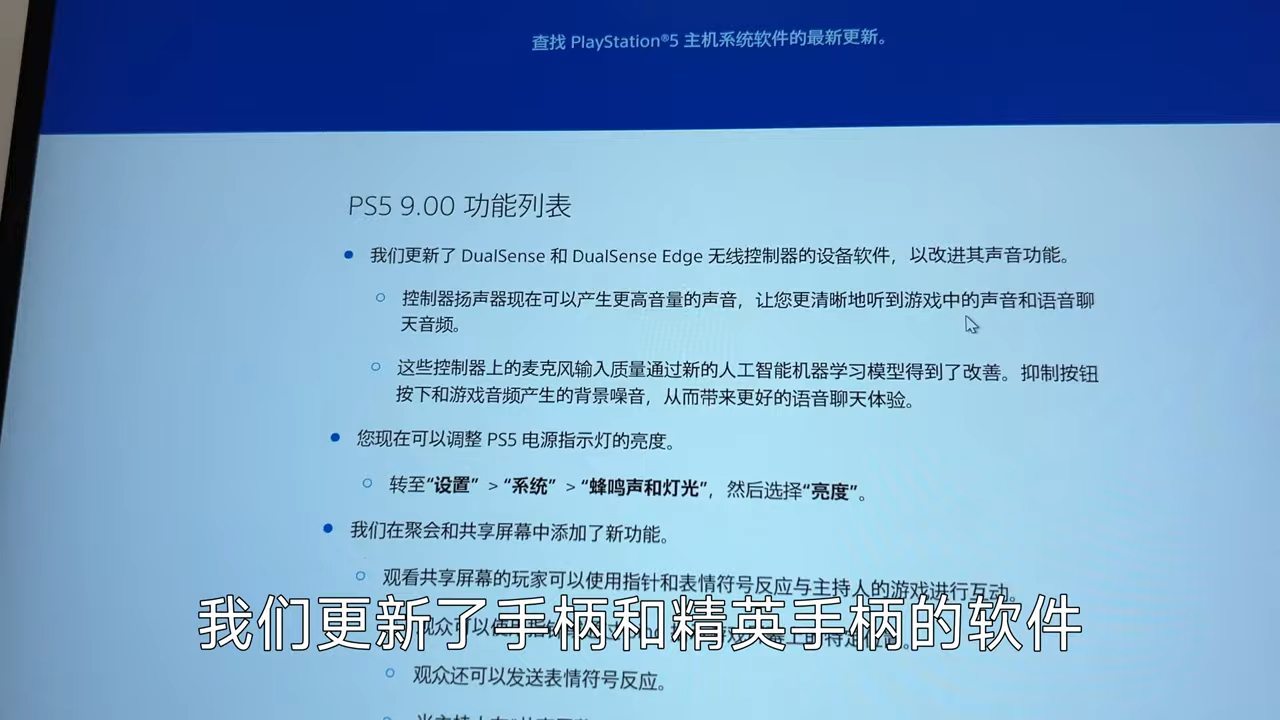 查找 PlayStation®5 主机系统软件的最新更新。
PS5 9.00 功能列表
我们更新了 DualSense 和 DualSense Edge 无线控制器的设备软件，以改进其声音功能。
控制器扬声器现在可以产生更高音量的声音，让您更清晰地听到游戏中的声音和语音聊
天音频。
这些控制器上的麦克风输入质量通过新的人工智能机器学习模型得到了改善。抑制按钮
按下和游戏音频产生的背景噪音，从而带来更好的语音聊天体验。
您现在可以调整 PS5 电源指示灯的亮度。
转至“设置” > “系统” > “蜂鸣声和灯光”，然后选择“亮度”。
我们在聚会和共享屏幕中添加了新功能。
观看共享屏幕的玩家可以使用指针和表情符号反应与主持人的游戏进行互动。
我们更新了手柄和精英手柄的软件
观众还可以发送表情符号反应。